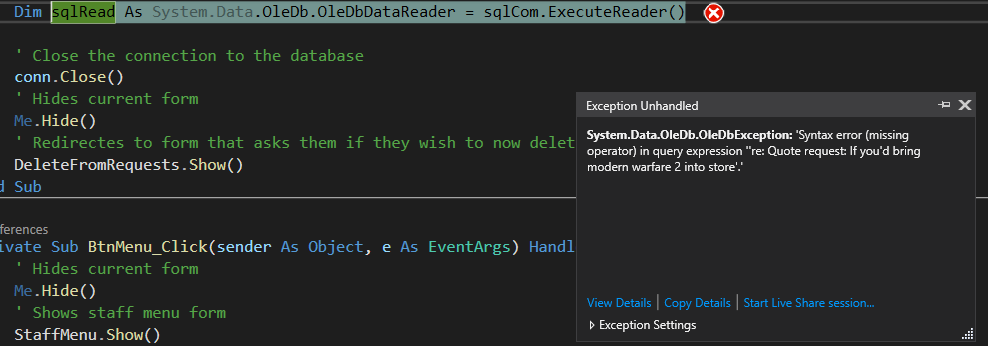 Dim sqlRead As System.Data.OleDb.OleDbDataReader = sqlCom.ExecuteReader()
' Close the connection to the database
conn.Close()
' Hides current form
Me.Hide()
' Redirectes to form that asks them if they wish to now delet
DeleteFromRequests.Show()
d Sub
ferences
ivate Sub BtnMenu_Click(sender As Object, e As EventArgs) Handl
' Hides current form
Me.Hide()
' Shows staff menu form
StaffMenu.Show()
Exception Unhandled
System.Data.OleDb.OleDbException: 'Syntax error (missing
operator) in query expression ''re: Quote request: If you'd bring
modern warfare 2 into store'.'
View Details | Copy Details | Start Live Share session...
Exception Settings